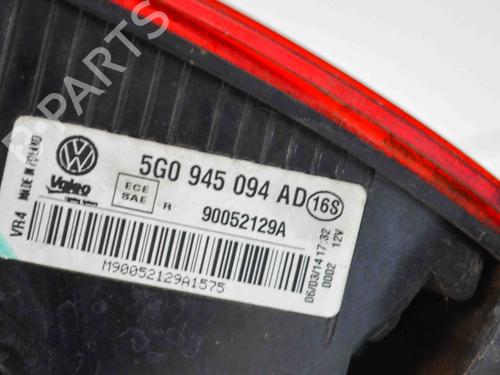 B-PARTS
VW
5G0 945 094 AD 16S
Valeo
ECE
SAE
R
90052129A
M90052129A1575
VR4 MADE IN POLAND
06/03/14 17:32
0002 12V